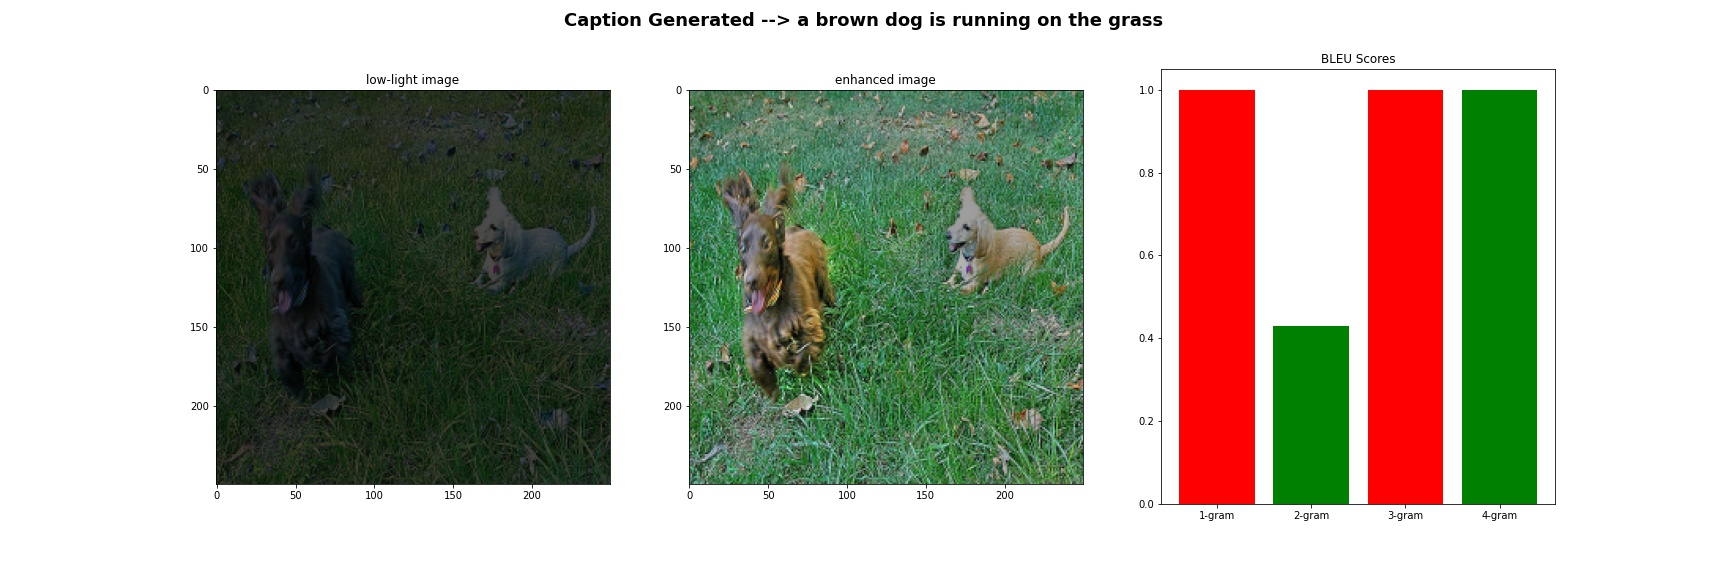 Caption Generated --> a brown dog is running on the grass
low-light image
0
50
100
150
200
0 50 100 150 200
enhanced image
0
50
100
150
200
0 50 100 150 200
BLEU Scores
1.0
0.8
0.6
0.4
0.2
0.0
1-gram 2-gram 3-gram 4-gram